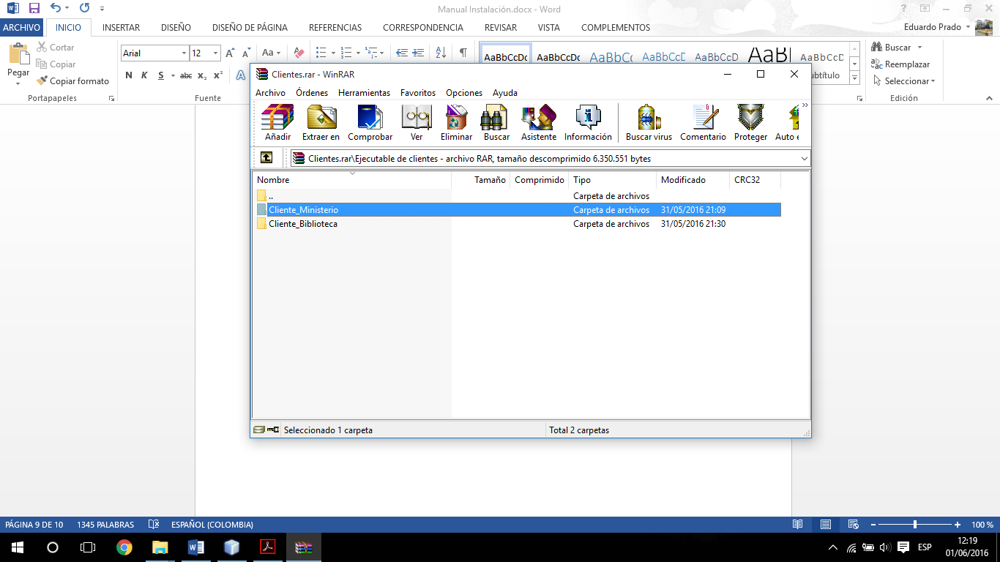 Manual Instalación.docx - Word
ARCHIVO INICIO INSERTAR DISEÑO DISEÑO DE PÁGINA REFERENCIAS CORRESPONDENCIA REVISAR VISTA COMPLEMENTOS Eduardo Prado
Pegar
Cortar
Copiar
Copiar formato
Portapapeles
Arial 12
N K S abc x₂ x² A
Fuente
AaBbCcDc AaBbCcDc AaBbCc AaBbCcD AaBbCcD AaB AaBbCcD
ubtítulo
Buscar
Reemplazar
Seleccionar
Edición
Clientes.rar - WinRAR
Archivo Órdenes Herramientas Favoritos Opciones Ayuda
Añadir Extraer en Comprobar Ver Eliminar Buscar Asistente Información Buscar virus Comentario Proteger Auto e
Clientes.rar\Ejecutable de clientes - archivo RAR, tamaño descomprimido 6.350.551 bytes
Nombre Tamaño Comprimido Tipo Modificado CRC32
.. Carpeta de archivos
Cliente_Ministerio Carpeta de archivos 31/05/2016 21:09
Cliente_Biblioteca Carpeta de archivos 31/05/2016 21:30
Seleccionado 1 carpeta Total 2 carpetas
PÁGINA 9 DE 10 1345 PALABRAS ESPAÑOL (COLOMBIA) 100 %
ESP
12:19
01/06/2016